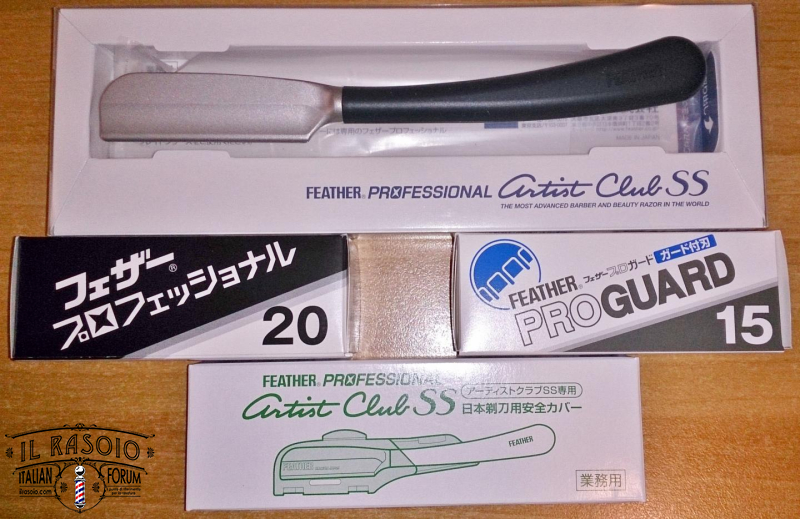 FEATHER® PROFESSIONAL Artist Club SS
THE MOST ADVANCED BARBER AND BEAUTY RAZOR IN THE WORLD
フェザー®
プロフェッショナル
20
フェザープロガード ガード付刃
FEATHER®
PROGUARD
15
FEATHER® PROFESSIONAL
Artist Club SS
アーティストクラブSS専用
日本剃刀用安全カバー
FEATHER
FEATHER
業務用
IL RASOIO
ITALIAN FORUM
ilrasoio.com